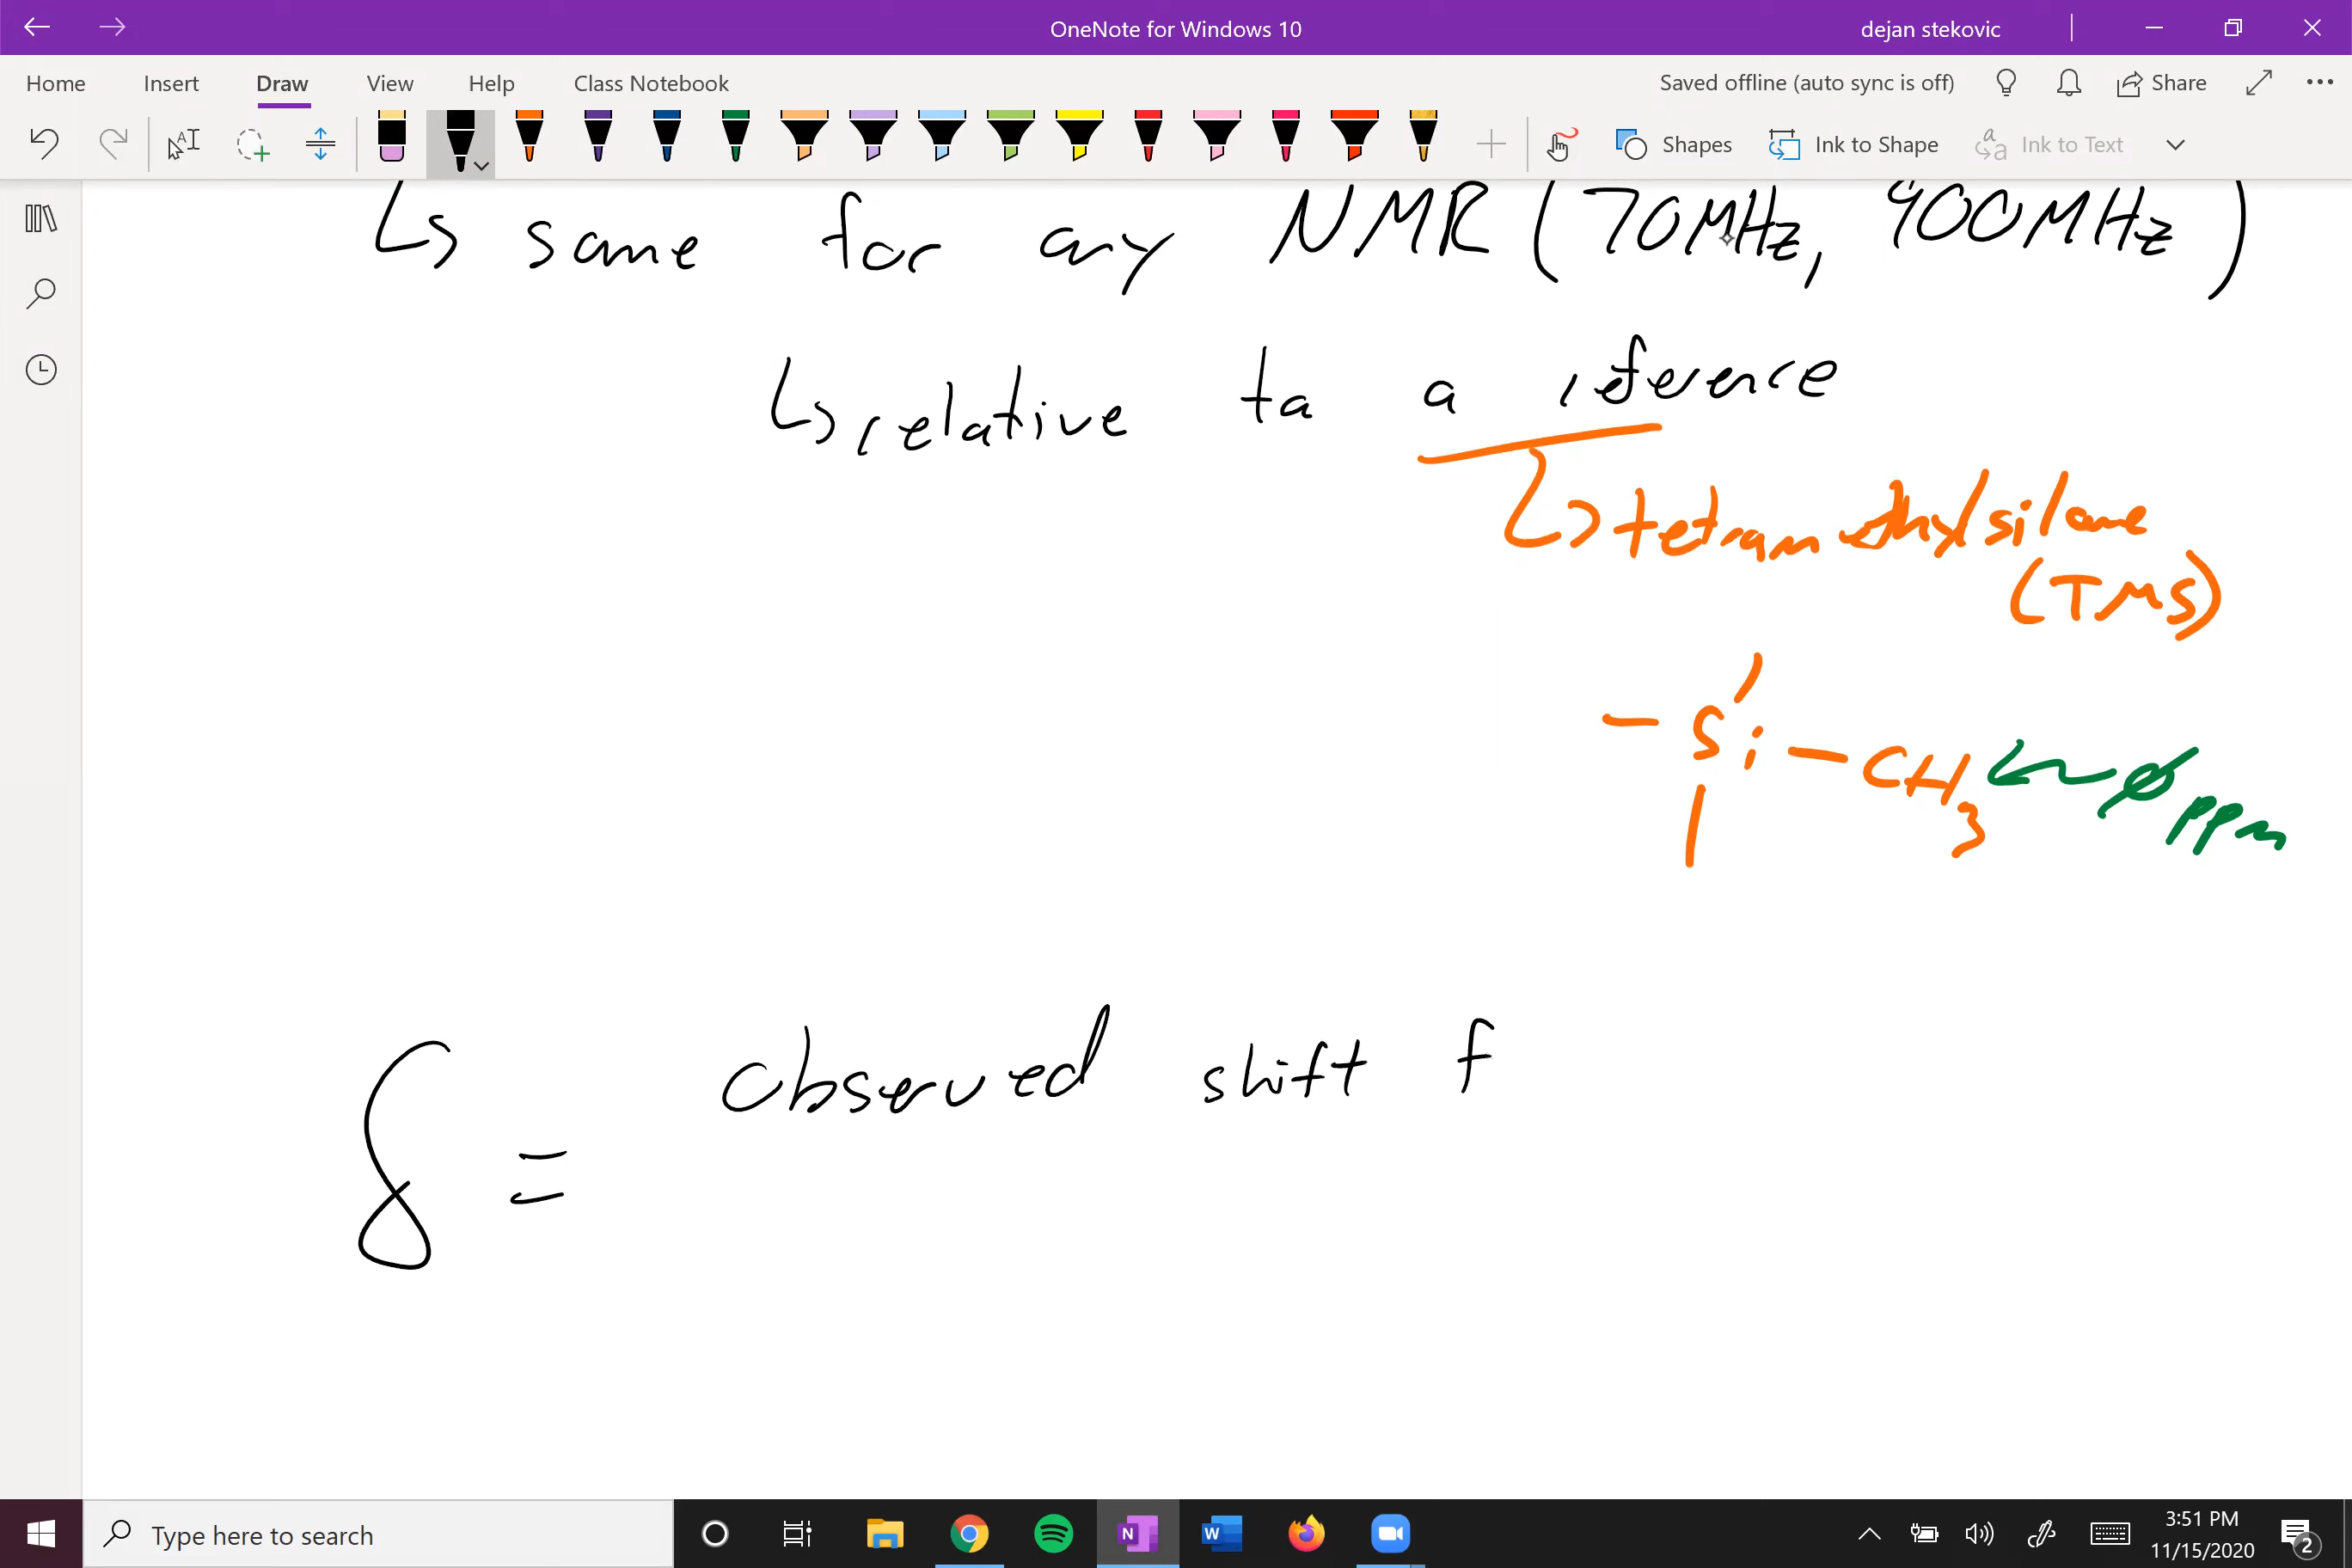 OneNote for Windows 10
dejan stekovic
Home Insert Draw View Help Class Notebook
Saved offline (auto sync is off) Share
Shapes Ink to Shape Ink to Text
↳ same for any NMR (70MHz, 900MHz)
↳ relative to a reference
↳ tetramethylsilane
(TMS)
- Si - CH3 ← 0 ppm
δ = observed shift f
Type here to search
3:51 PM
11/15/2020
2